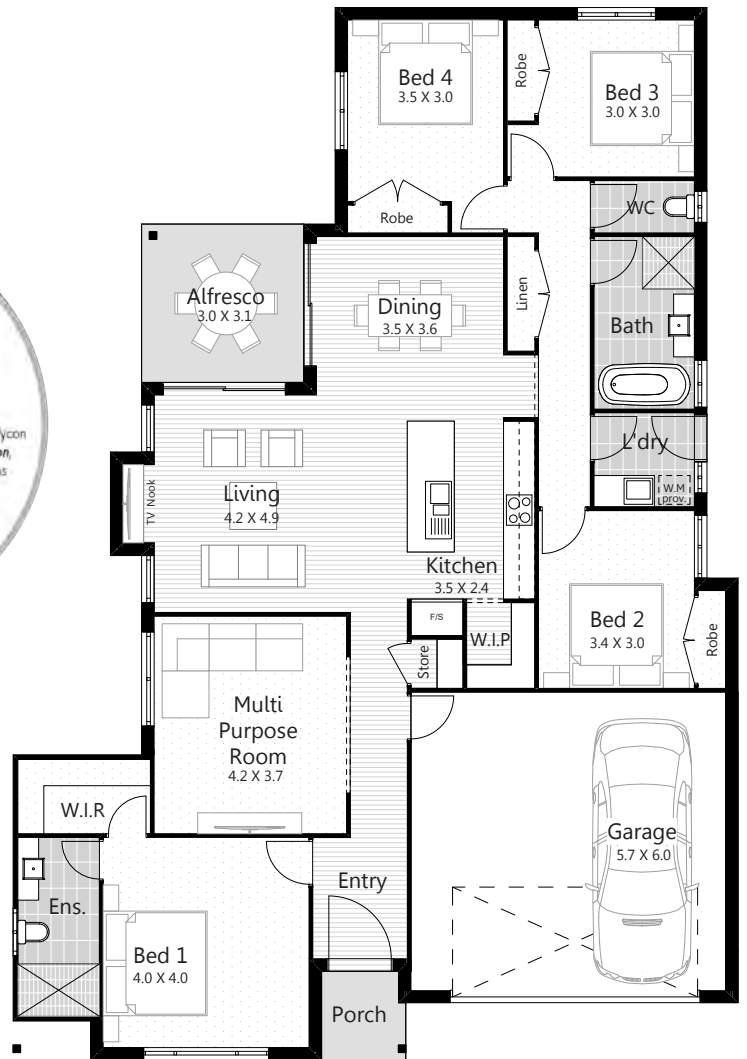 Bed 4
3.5 X 3.0
Robe
Bed 3
3.0 X 3.0
Robe
WC
Alfresco
3.0 X 3.1
Dining
3.5 X 3.6
Linen
Bath
ycon
on,
as
TV Nook
Living
4.2 X 4.9
L'dry
W.M
prov.
Kitchen
3.5 X 2.4
F/S
W.I.P
Bed 2
3.4 X 3.0
Robe
Store
Multi
Purpose
Room
4.2 X 3.7
W.I.R
Garage
5.7 X 6.0
Entry
Ens.
Bed 1
4.0 X 4.0
Porch